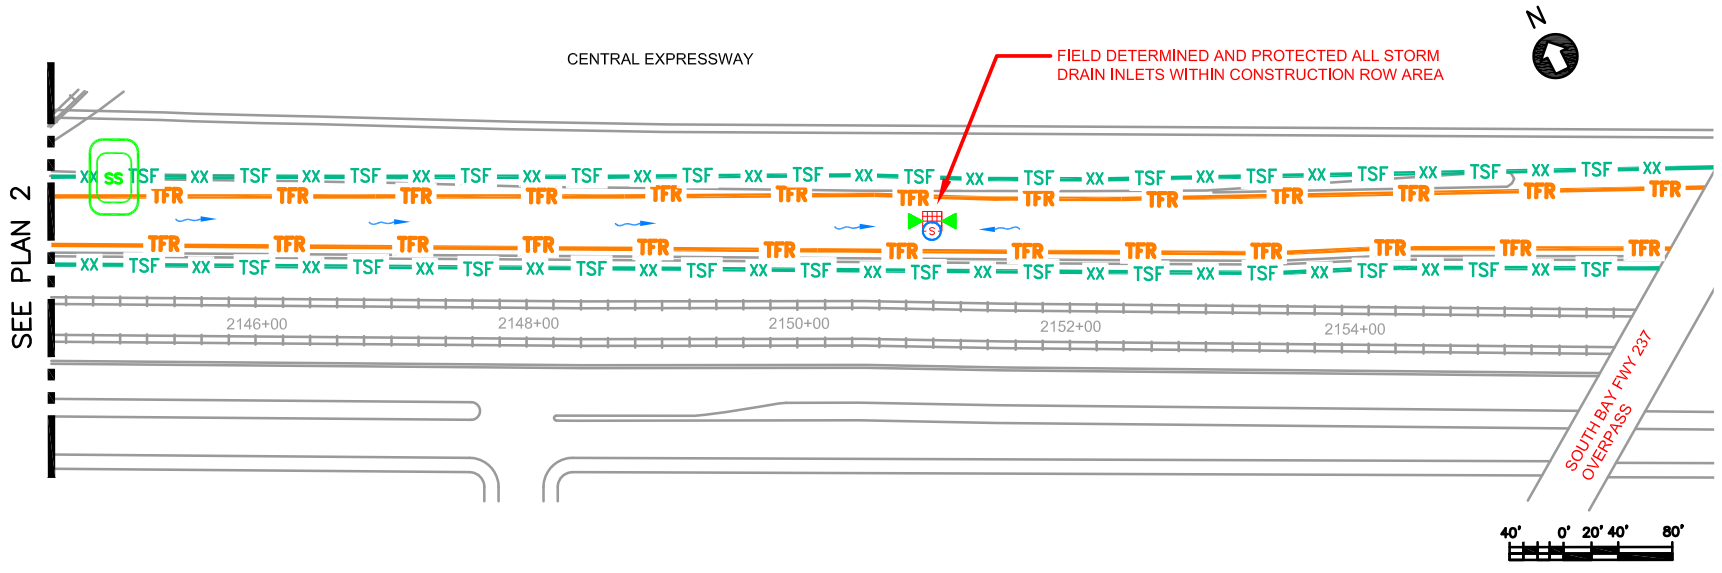 N
CENTRAL EXPRESSWAY
FIELD DETERMINED AND PROTECTED ALL STORM
DRAIN INLETS WITHIN CONSTRUCTION ROW AREA
XX SS TSF XX TSF XX TSF XX TSF XX TSF XX TSF XX TSF XX TSF XX TSF XX TSF XX TSF XX TSF XX TSF XX TSF XX
TFR TFR TFR TFR TFR TFR TFR TFR TFR TFR TFR TFR TFR
S
TFR TFR TFR TFR TFR TFR TFR TFR TFR TFR TFR TFR TFR
XX TSF XX TSF XX TSF XX TSF XX TSF XX TSF XX TSF XX TSF XX TSF XX TSF XX TSF XX TSF XX TSF XX TSF
SEE PLAN 2
2146+00 2148+00 2150+00 2152+00 2154+00
SOUTH BAY FWY 237
OVERPASS
40' 0' 20' 40' 80'